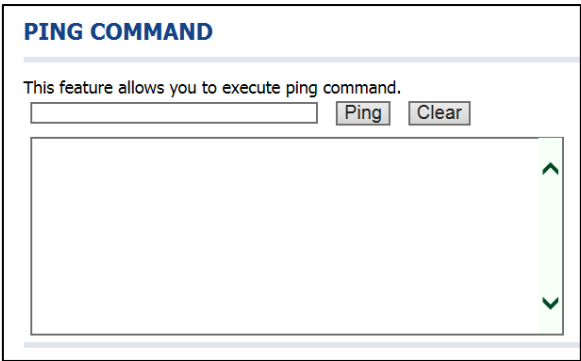 PING COMMAND
This feature allows you to execute ping command.
Ping Clear